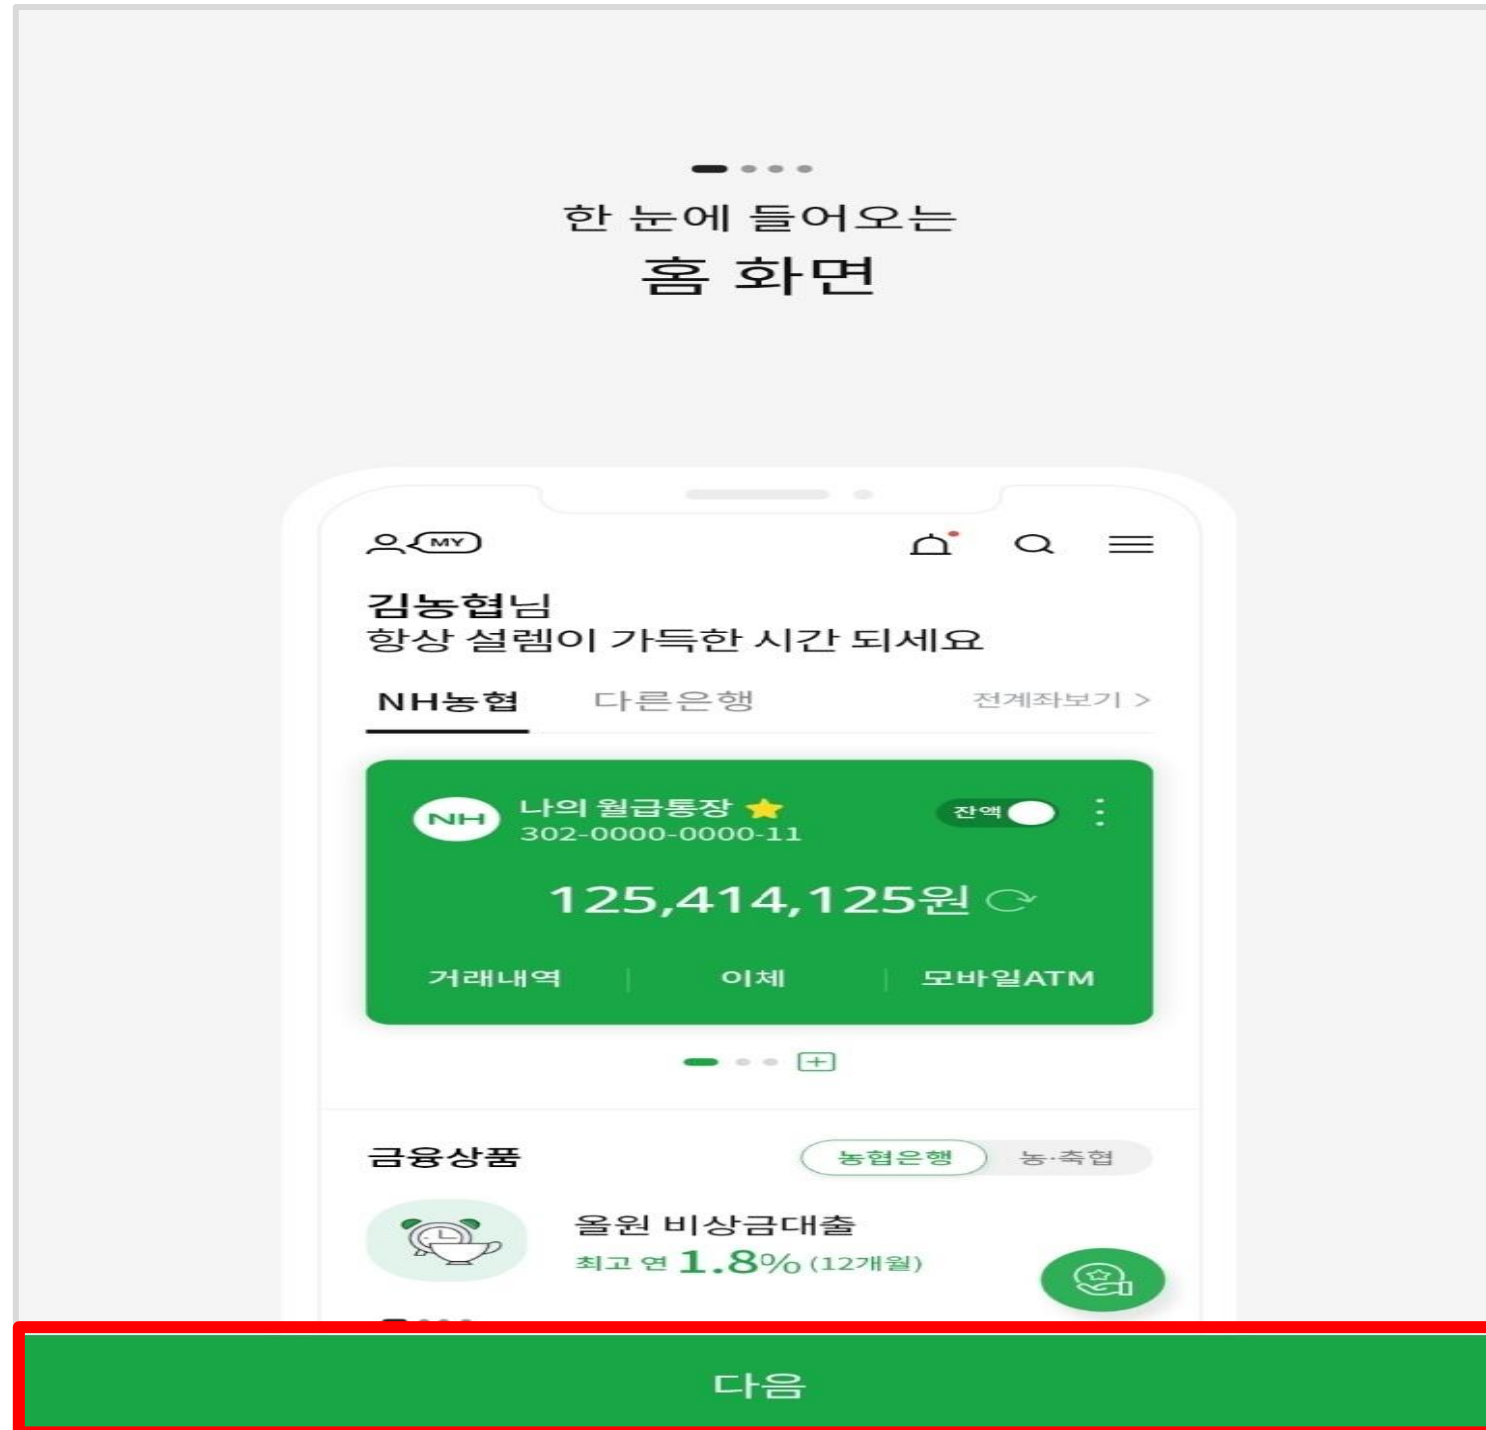 한 눈에 들어오는
홈 화면
MY
김농협님
항상 설렘이 가득한 시간 되세요
NH농협 다른은행 전계좌보기 >
NH 나의 월급통장 잔액
302-0000-0000-11
125,414,125원
거래내역 이체 모바일ATM
금융상품 농협은행 농·축협
올원 비상금대출
최고 연 1.8% (12개월)
다음